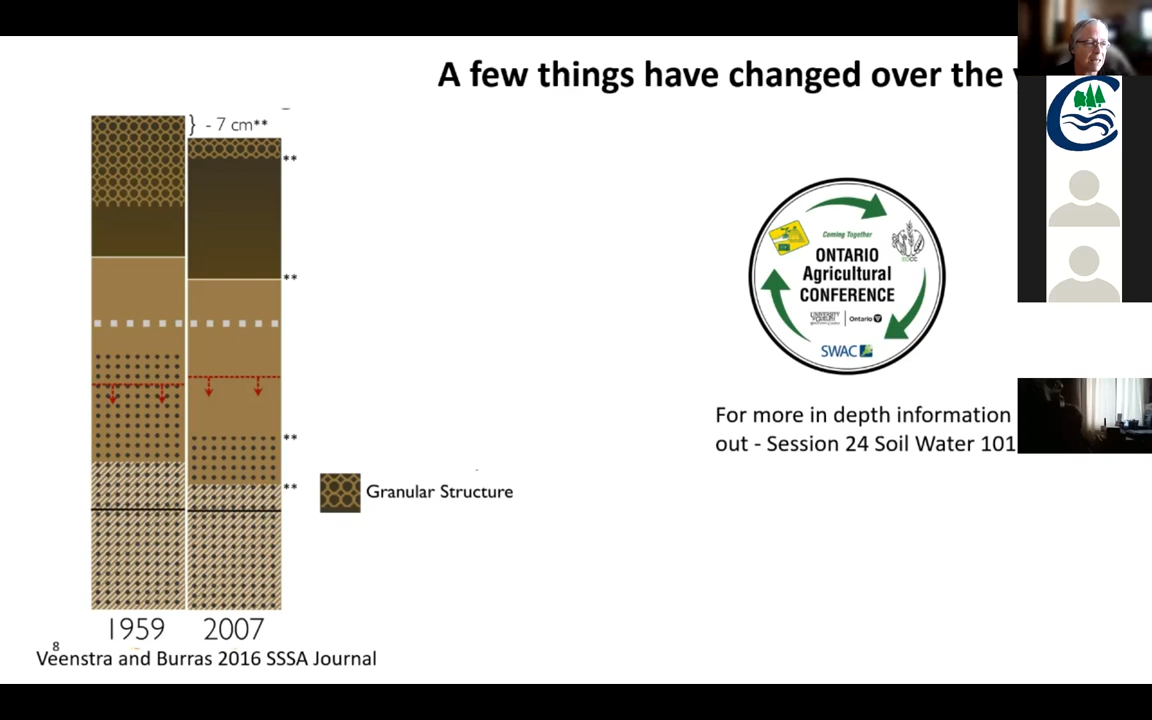 A few things have changed over the
} - 7 cm**
**
**
**
**
Granular Structure
1959
2007
8
Veenstra and Burras 2016 SSSA Journal
Coming Together
ONTARIO
Agricultural
CONFERENCE
Ontario
SWAC
For more in depth information
out - Session 24 Soil Water 101